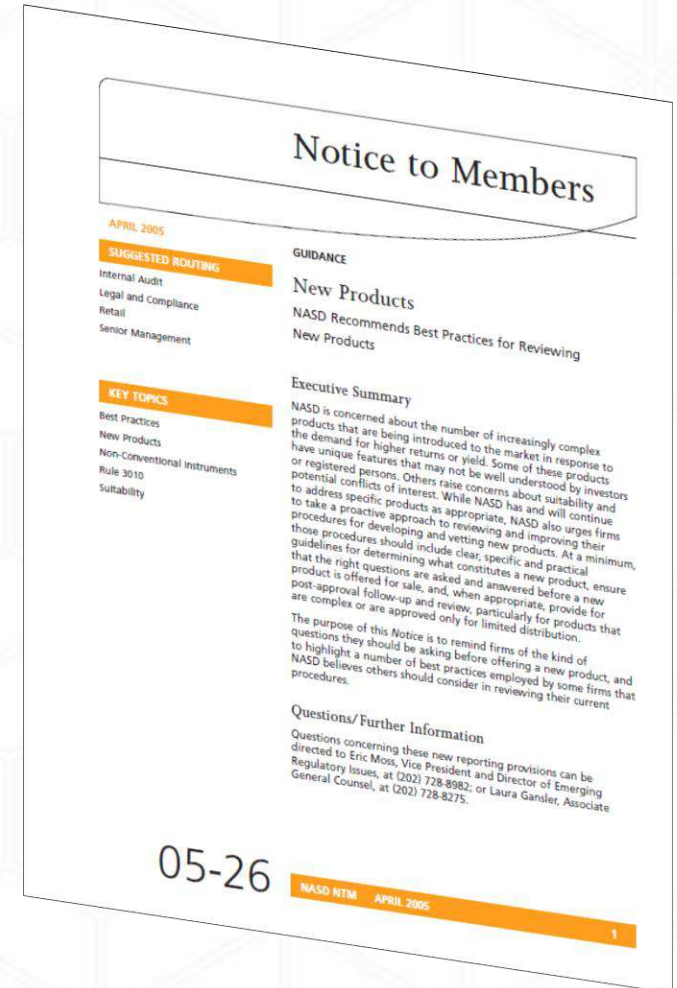 Notice to Members
APRIL 2005
SUGGESTED ROUTING
Internal Audit
Legal and Compliance
Retail
Senior Management
KEY TOPICS
Best Practices
New Products
Non-Conventional Instruments
Rule 3010
Suitability
GUIDANCE
New Products
NASD Recommends Best Practices for Reviewing
New Products
Executive Summary
NASD is concerned about the number of increasingly complex
products that are being introduced to the market in response to
the demand for higher returns or yield. Some of these products
have unique features that may not be well understood by investors
or registered persons. Others raise concerns about suitability and
potential conflicts of interest. While NASD has and will continue
to address specific products as appropriate, NASD also urges firms
to take a proactive approach to reviewing and improving their
procedures for developing and vetting new products. At a minimum,
those procedures should include clear, specific and practical
guidelines for determining what constitutes a new product, ensure
that the right questions are asked and answered before a new
product is offered for sale, and, when appropriate, provide for
post-approval follow-up and review, particularly for products that
are complex or are approved only for limited distribution.
The purpose of this Notice is to remind firms of the kind of
questions they should be asking before offering a new product, and
to highlight a number of best practices employed by some firms that
NASD believes others should consider in reviewing their current
procedures.
Questions/Further Information
Questions concerning these new reporting provisions can be
directed to Eric Moss, Vice President and Director of Emerging
Regulatory Issues, at (202) 728-8982; or Laura Gansler, Associate
General Counsel, at (202) 728-8275.
05-26
NASD NTM APRIL 2005
1